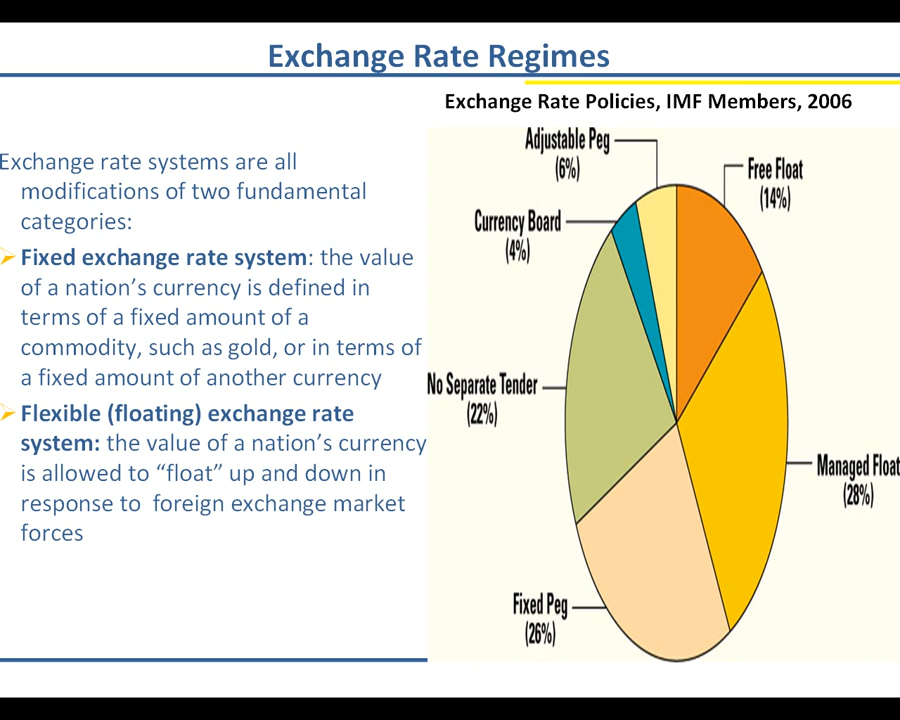 Exchange Rate Regimes
Exchange Rate Policies, IMF Members, 2006
Exchange rate systems are all
modifications of two fundamental
categories:
Fixed exchange rate system: the value
of a nation’s currency is defined in
terms of a fixed amount of a
commodity, such as gold, or in terms of
a fixed amount of another currency
Flexible (floating) exchange rate
system: the value of a nation’s currency
is allowed to “float” up and down in
response to foreign exchange market
forces
Adjustable Peg
(6%)
Free Float
(14%)
Currency Board
(4%)
No Separate Tender
(22%)
Managed Float
(28%)
Fixed Peg
(26%)